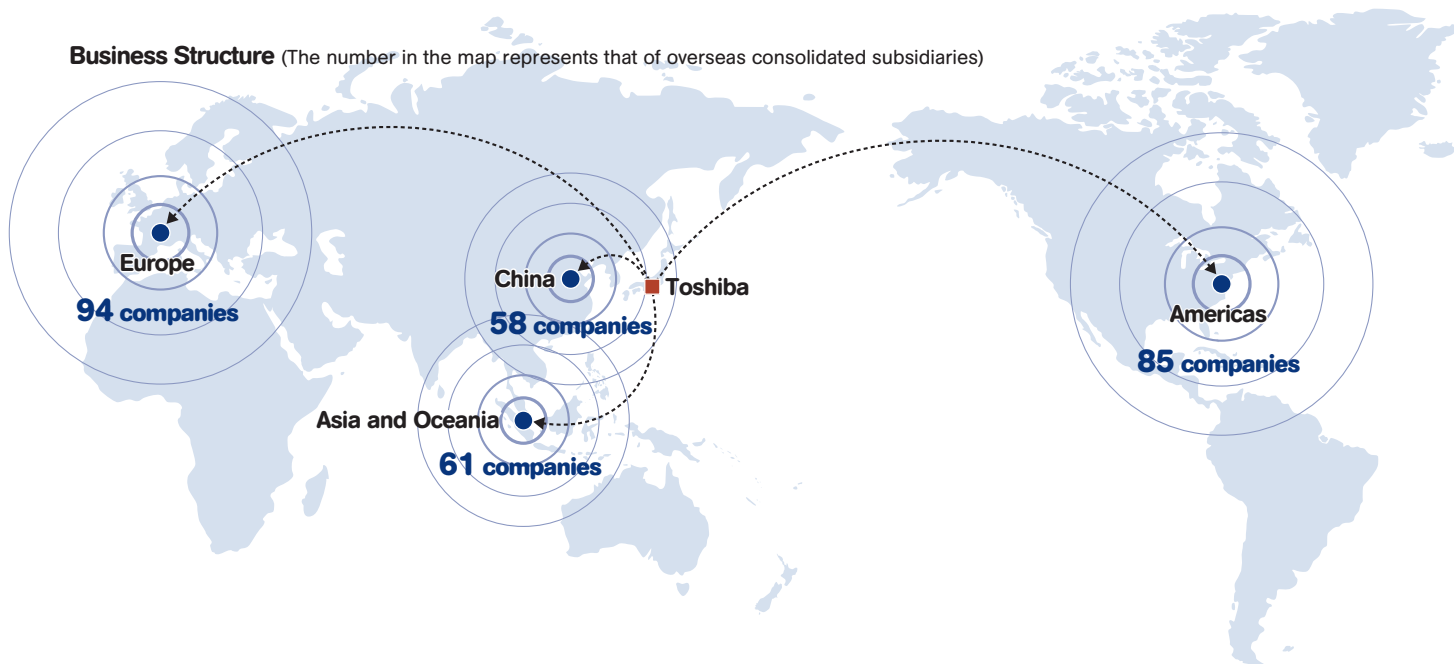 Business Structure (The number in the map represents that of overseas consolidated subsidiaries)
Europe
94 companies
China
58 companies
Toshiba
Asia and Oceania
61 companies
Americas
85 companies